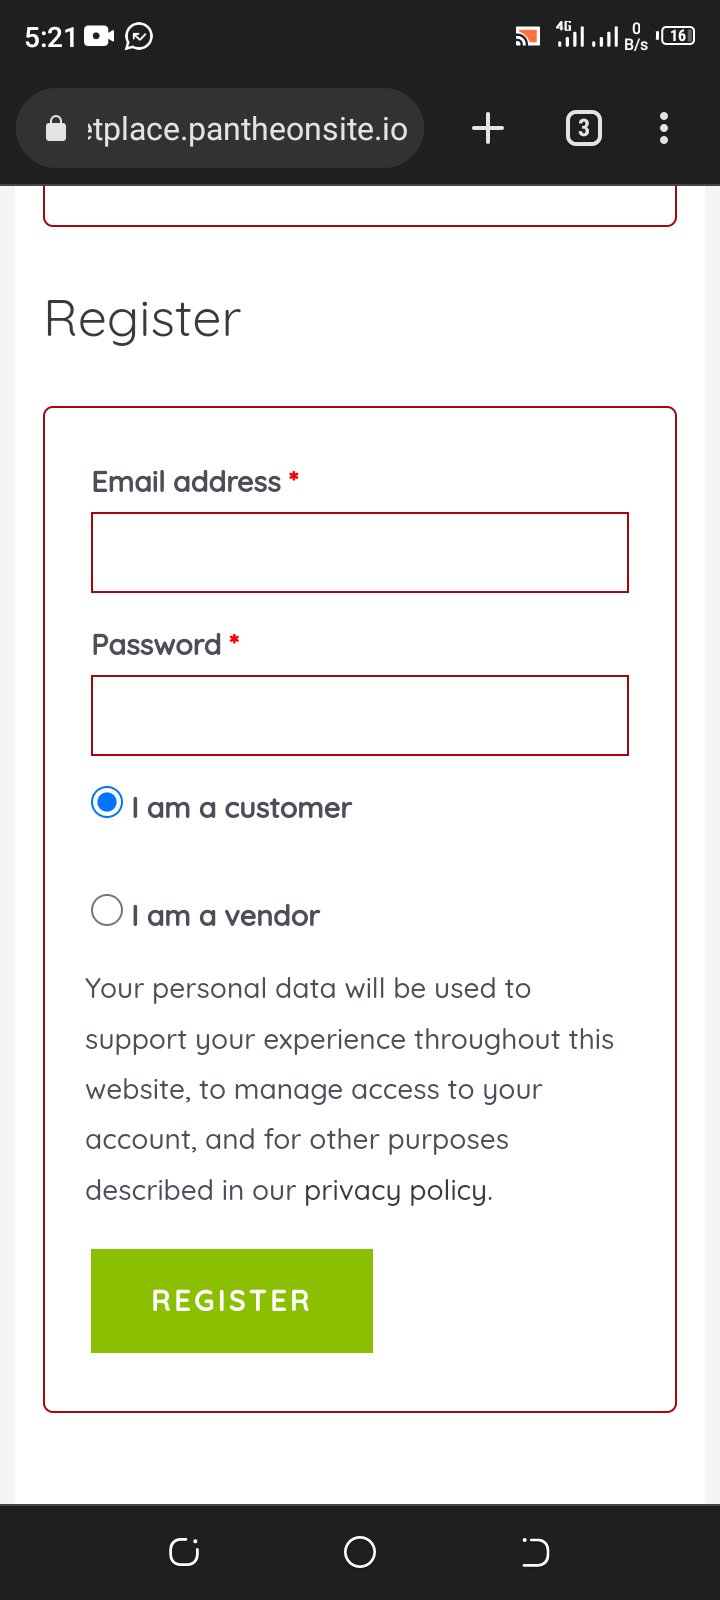 5:21
4G
0
B/s
16
etplace.pantheonsite.io
3
Register
Email address *
Password *
I am a customer
I am a vendor
Your personal data will be used to
support your experience throughout this
website, to manage access to your
account, and for other purposes
described in our privacy policy.
REGISTER